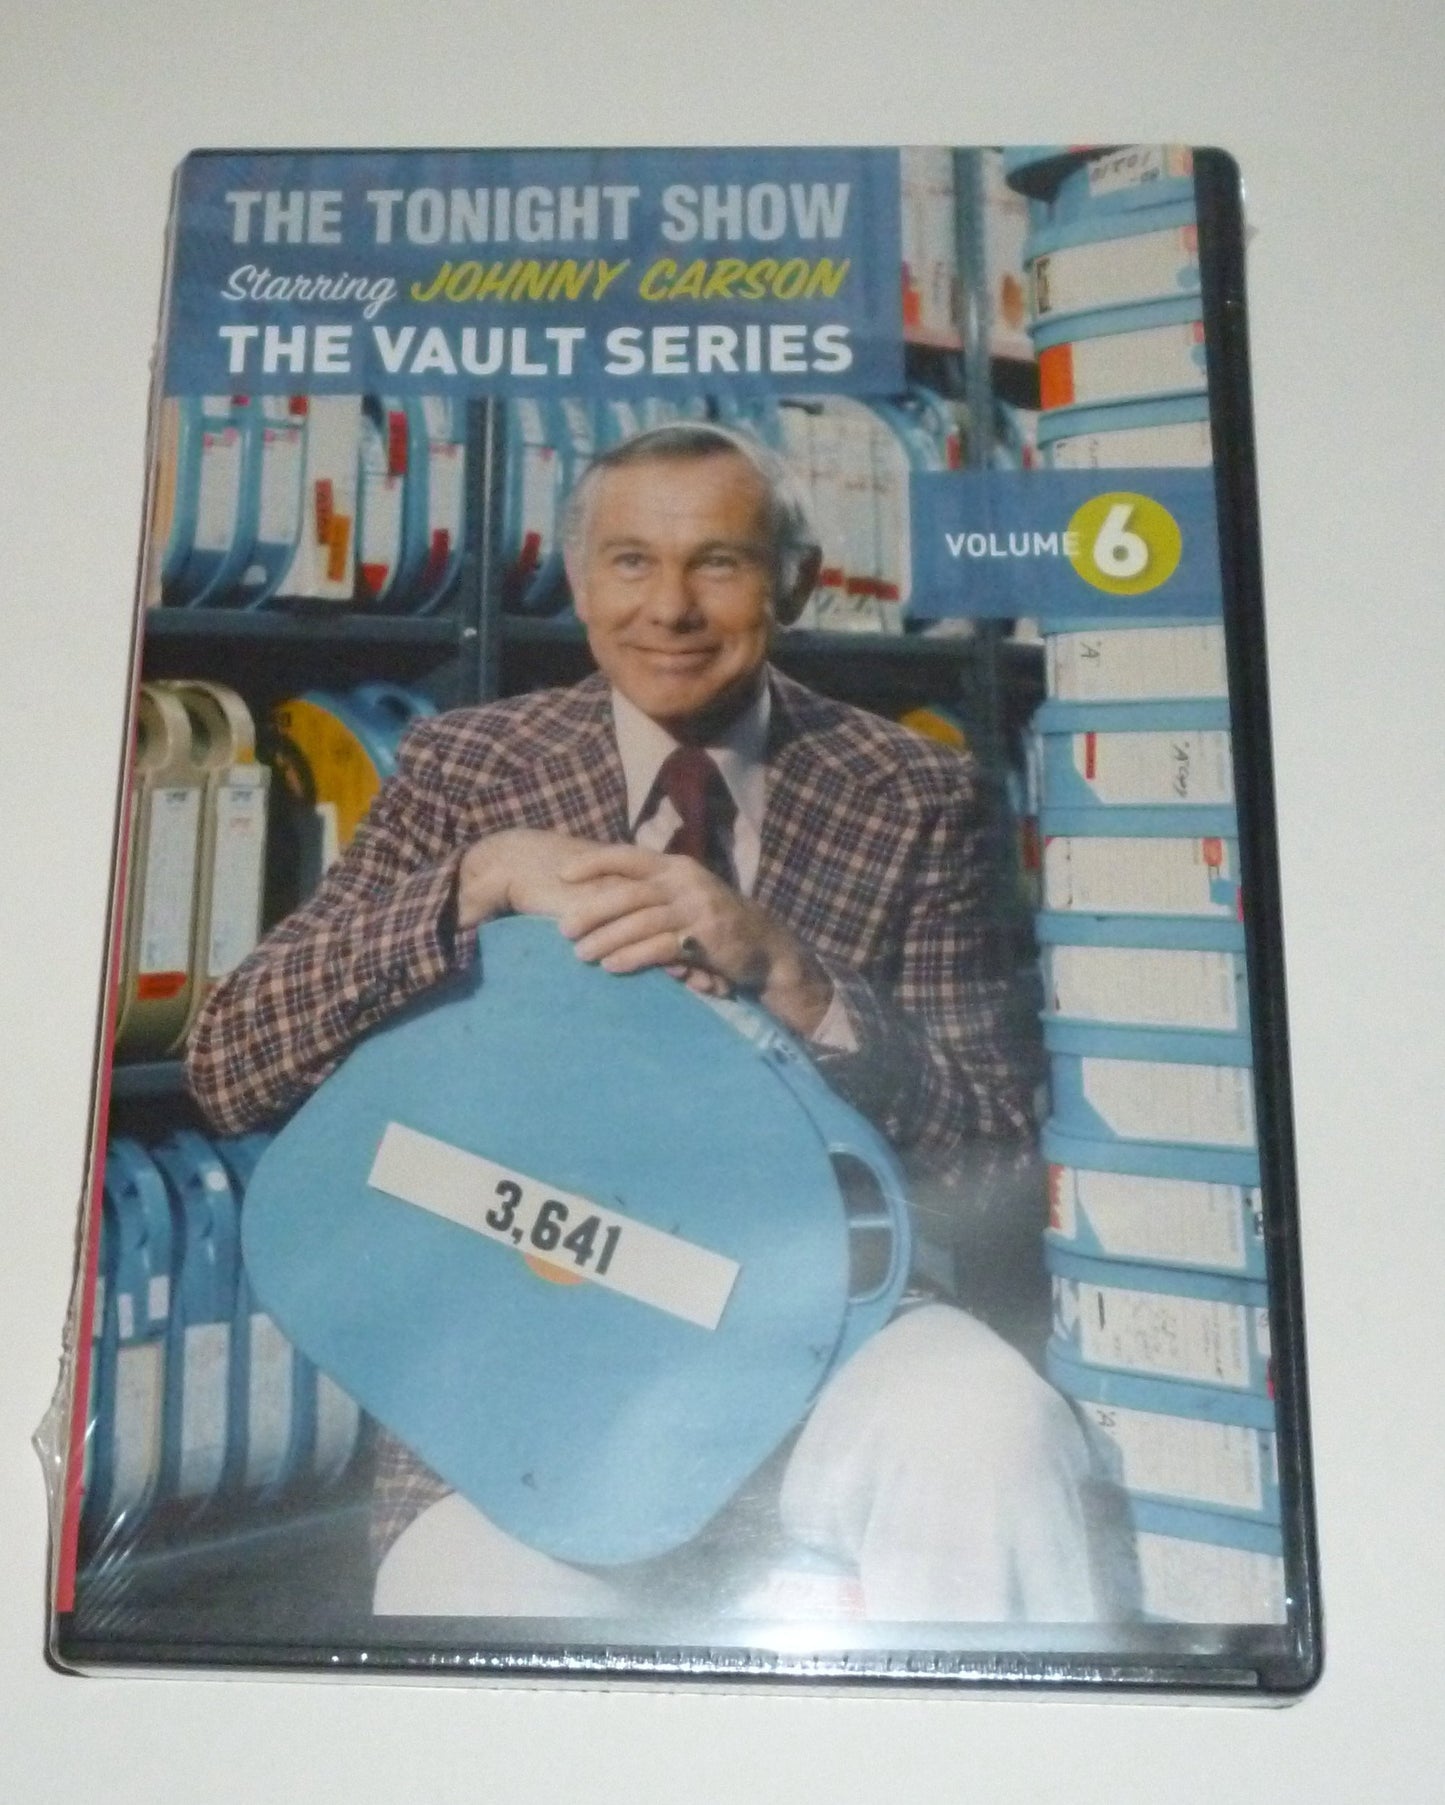 THE TONIGHT SHOW
Starring JOHNNY CARSON
THE VAULT SERIES
VOLUME 6
3,641